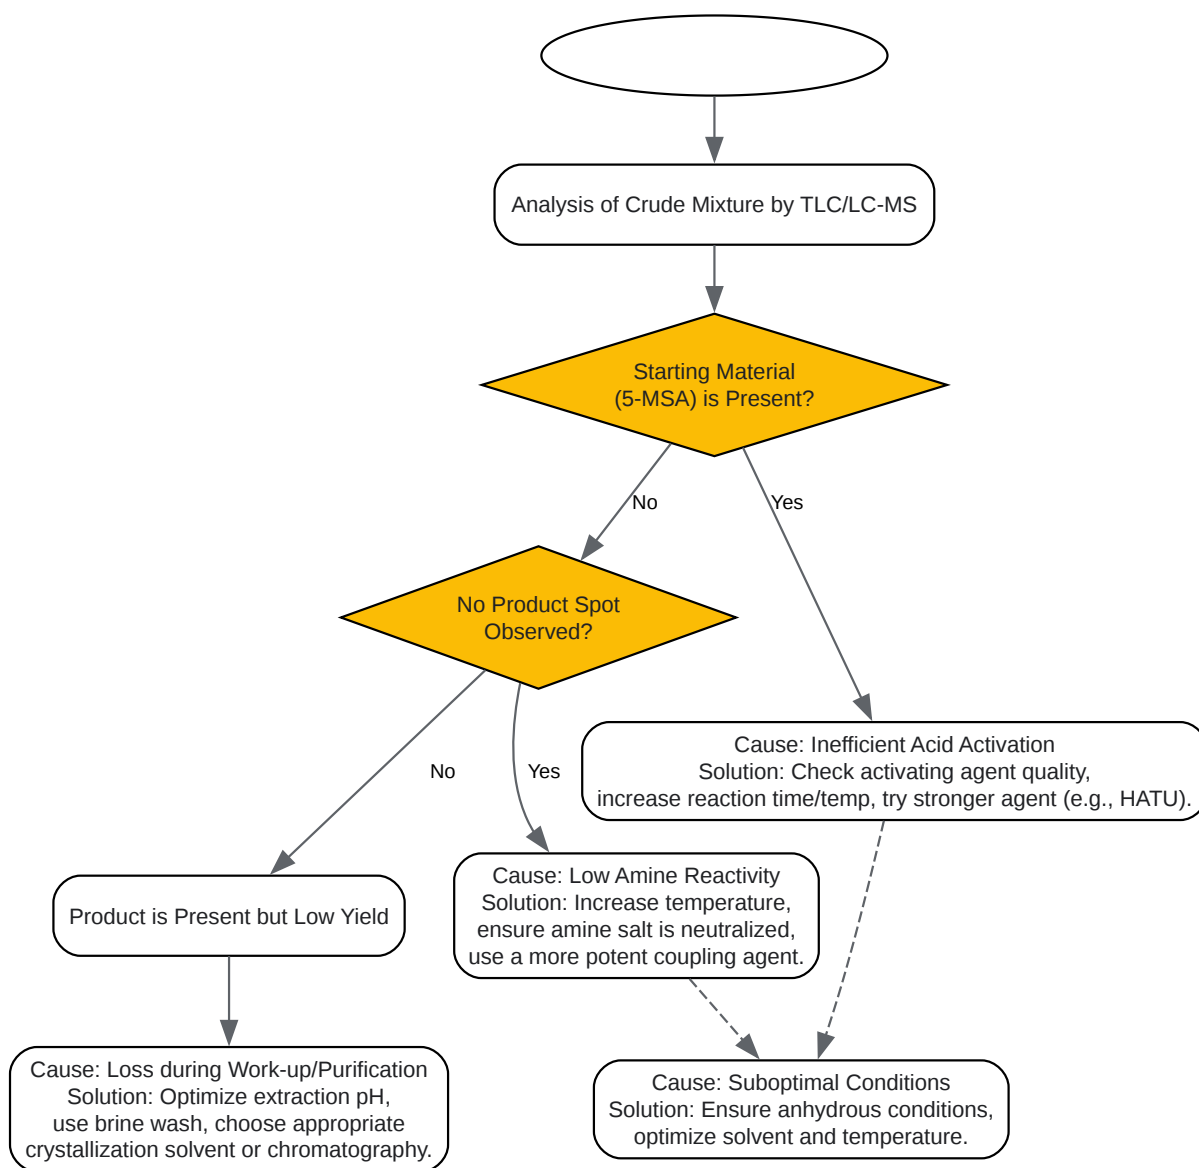 Analysis of Crude Mixture by TLC/LC-MS
Starting Material
(5-MSA) is Present?
No
Yes
No Product Spot
Observed?
No
Yes
Cause: Inefficient Acid Activation
Solution: Check activating agent quality,
increase reaction time/temp, try stronger agent (e.g., HATU).
Product is Present but Low Yield
Cause: Low Amine Reactivity
Solution: Increase temperature,
ensure amine salt is neutralized,
use a more potent coupling agent.
Cause: Loss during Work-up/Purification
Solution: Optimize extraction pH,
use brine wash, choose appropriate
crystallization solvent or chromatography.
Cause: Suboptimal Conditions
Solution: Ensure anhydrous conditions,
optimize solvent and temperature.